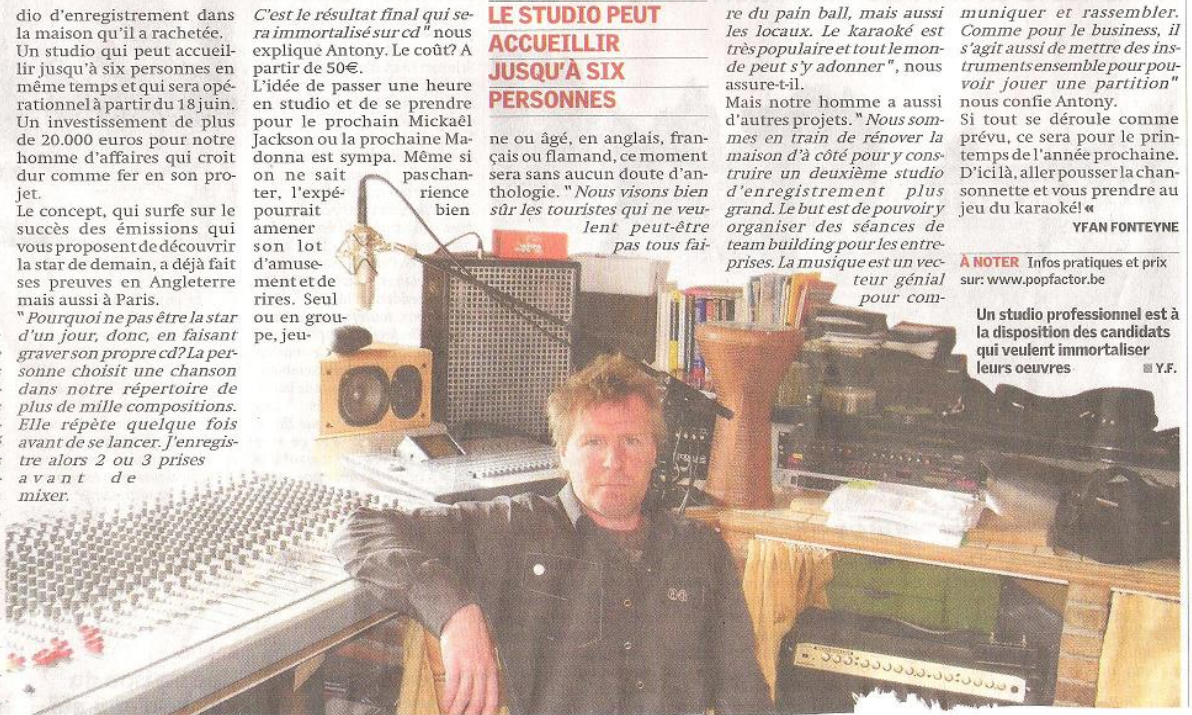 dio d'enregistrement dans
la maison qu'il a rachetée.
Un studio qui peut accueil-
lir jusqu'à six personnes en
même temps et qui sera opé-
rationnel à partir du 18 juin.
Un investissement de plus
de 20.000 euros pour notre
homme d'affaires qui croit
dur comme fer en son pro-
jet.
Le concept, qui surfe sur le
succès des émissions qui
vous proposent de découvrir
la star de demain, a déjà fait
ses preuves en Angleterre
mais aussi à Paris.
"Pourquoi ne pas être la star
d'un jour, donc, en faisant
graver son propre cd? La per-
sonne choisit une chanson
dans notre répertoire de
plus de mille compositions.
Elle répète quelque fois
avant de se lancer. J'enregis-
tre alors 2 ou 3 prises
avant de
mixer.
C'est le résultat final qui se-
ra immortalisé sur cd" nous
explique Antony. Le coût? A
partir de 50€.
L'idée de passer une heure
en studio et de se prendre
pour le prochain Mickaël
Jackson ou la prochaine Ma-
donna est sympa. Même si
on ne sait pas chan-
ter, l'expé- rience
pourrait bien
amener
son lot
d'amuse-
ment et de
rires. Seul
ou en grou-
pe, jeu-
LE STUDIO PEUT
ACCUEILLIR
JUSQU'À SIX
PERSONNES
ne ou âgé, en anglais, fran-
çais ou flamand, ce moment
sera sans aucun doute d'an-
thologie. "Nous visons bien
sûr les touristes qui ne veu-
lent peut-être
pas tous fai-
re du pain ball, mais aussi
les locaux. Le karaoké est
très populaire et tout le mon-
de peut s'y adonner", nous
assure-t-il.
Mais notre homme a aussi
d'autres projets. "Nous som-
mes en train de rénover la
maison d'à côté pour y cons-
truire un deuxième studio
d'enregistrement plus
grand. Le but est de pouvoir y
organiser des séances de
team building pour les entre-
prises. La musique est un vec-
teur génial
pour com-
muniquer et rassembler.
Comme pour le business, il
s'agit aussi de mettre des ins-
truments ensemble pour pou-
voir jouer une partition"
nous confie Antony.
Si tout se déroule comme
prévu, ce sera pour le prin-
temps de l'année prochaine.
D'ici là, aller pousser la chan-
sonnette et vous prendre au
jeu du karaoké! «
YFAN FONTEYNE
À NOTER Infos pratiques et prix
sur: www.popfactor.be
Un studio professionnel est à
la disposition des candidats
qui veulent immortaliser
leurs oeuvres ■ Y.F.